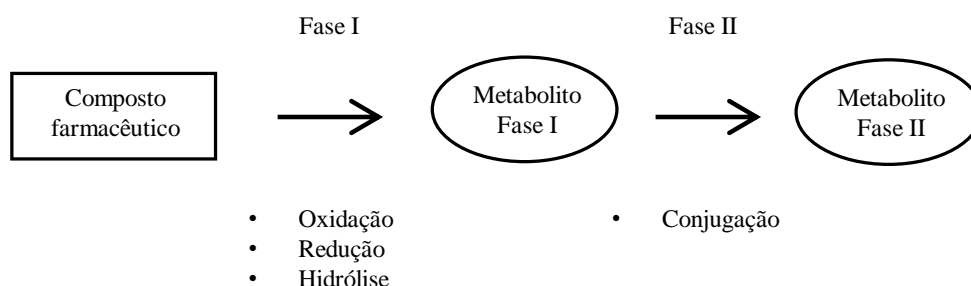 Fase I
Fase II
Composto
farmacêutico
Metabolito
Fase I
Metabolito
Fase II
• Oxidação
• Redução
• Hidrólise
• Conjugação